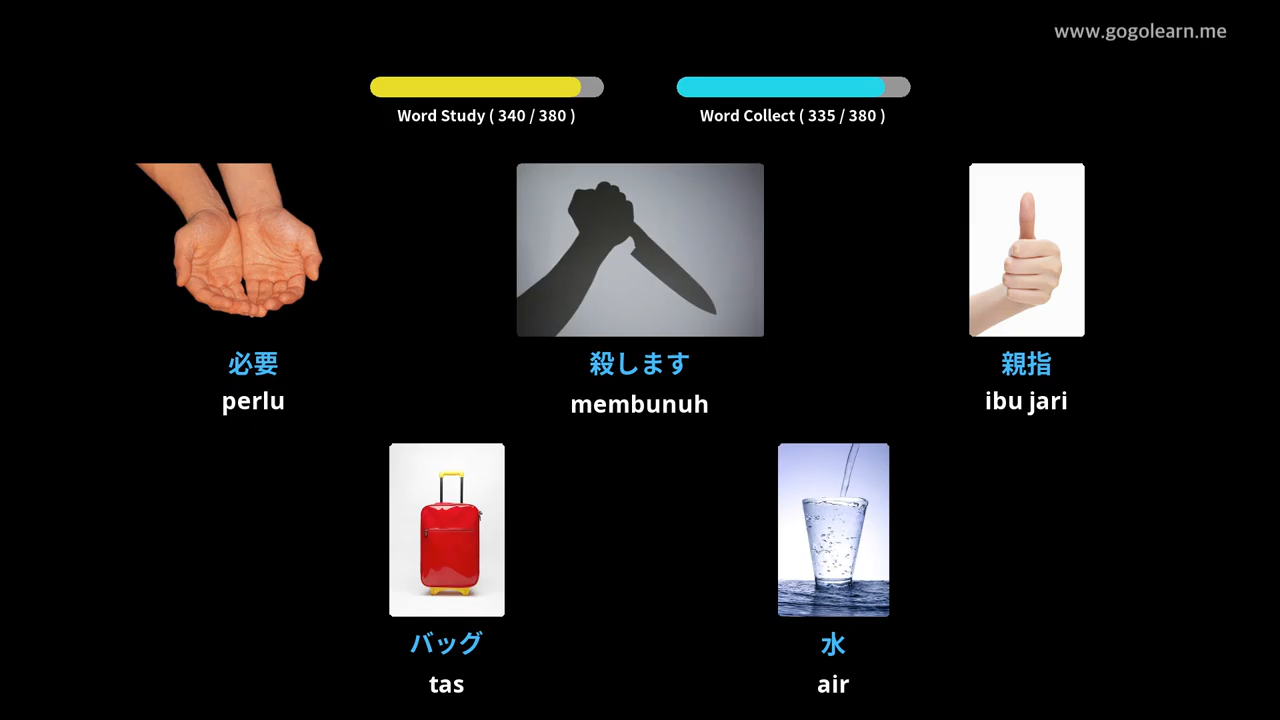 www.gogolearn.me
Word Study ( 340 / 380 )
Word Collect ( 335 / 380 )
必要
perlu
殺します
membunuh
親指
ibu jari
バッグ
tas
水
air